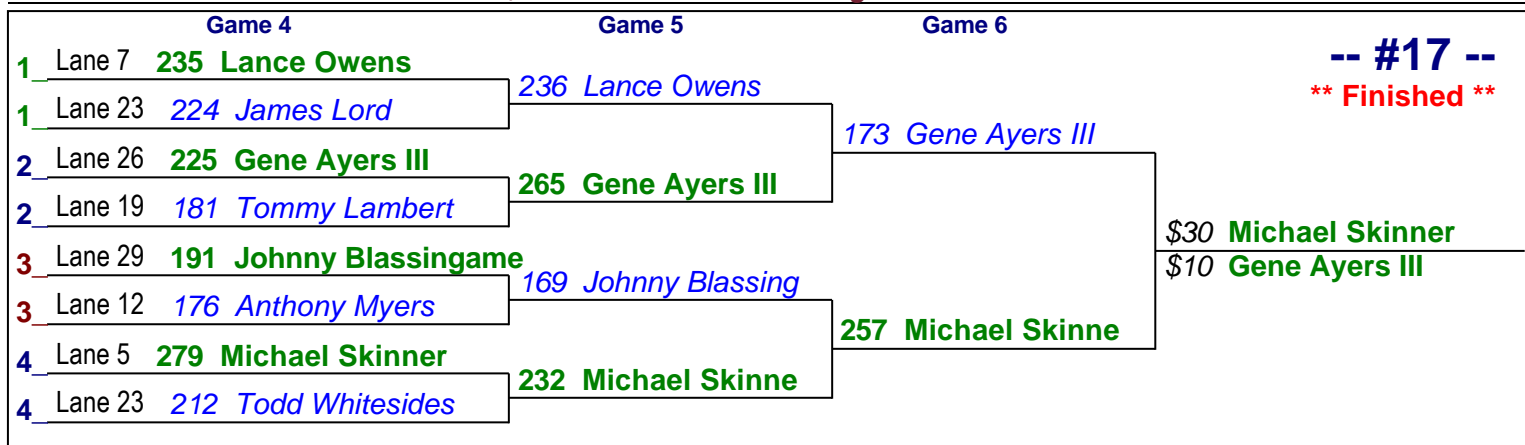 Game 4 Game 5 Game 6
-- #17 --
** Finished **
1_ Lane 7 235 Lance Owens
1_ Lane 23 224 James Lord
2_ Lane 26 225 Gene Ayers III
2_ Lane 19 181 Tommy Lambert
3_ Lane 29 191 Johnny Blassingame
3_ Lane 12 176 Anthony Myers
4_ Lane 5 279 Michael Skinner
4_ Lane 23 212 Todd Whitesides
236 Lance Owens
265 Gene Ayers III
169 Johnny Blassing
232 Michael Skinne
173 Gene Ayers III
257 Michael Skinne
$30 Michael Skinner
$10 Gene Ayers III